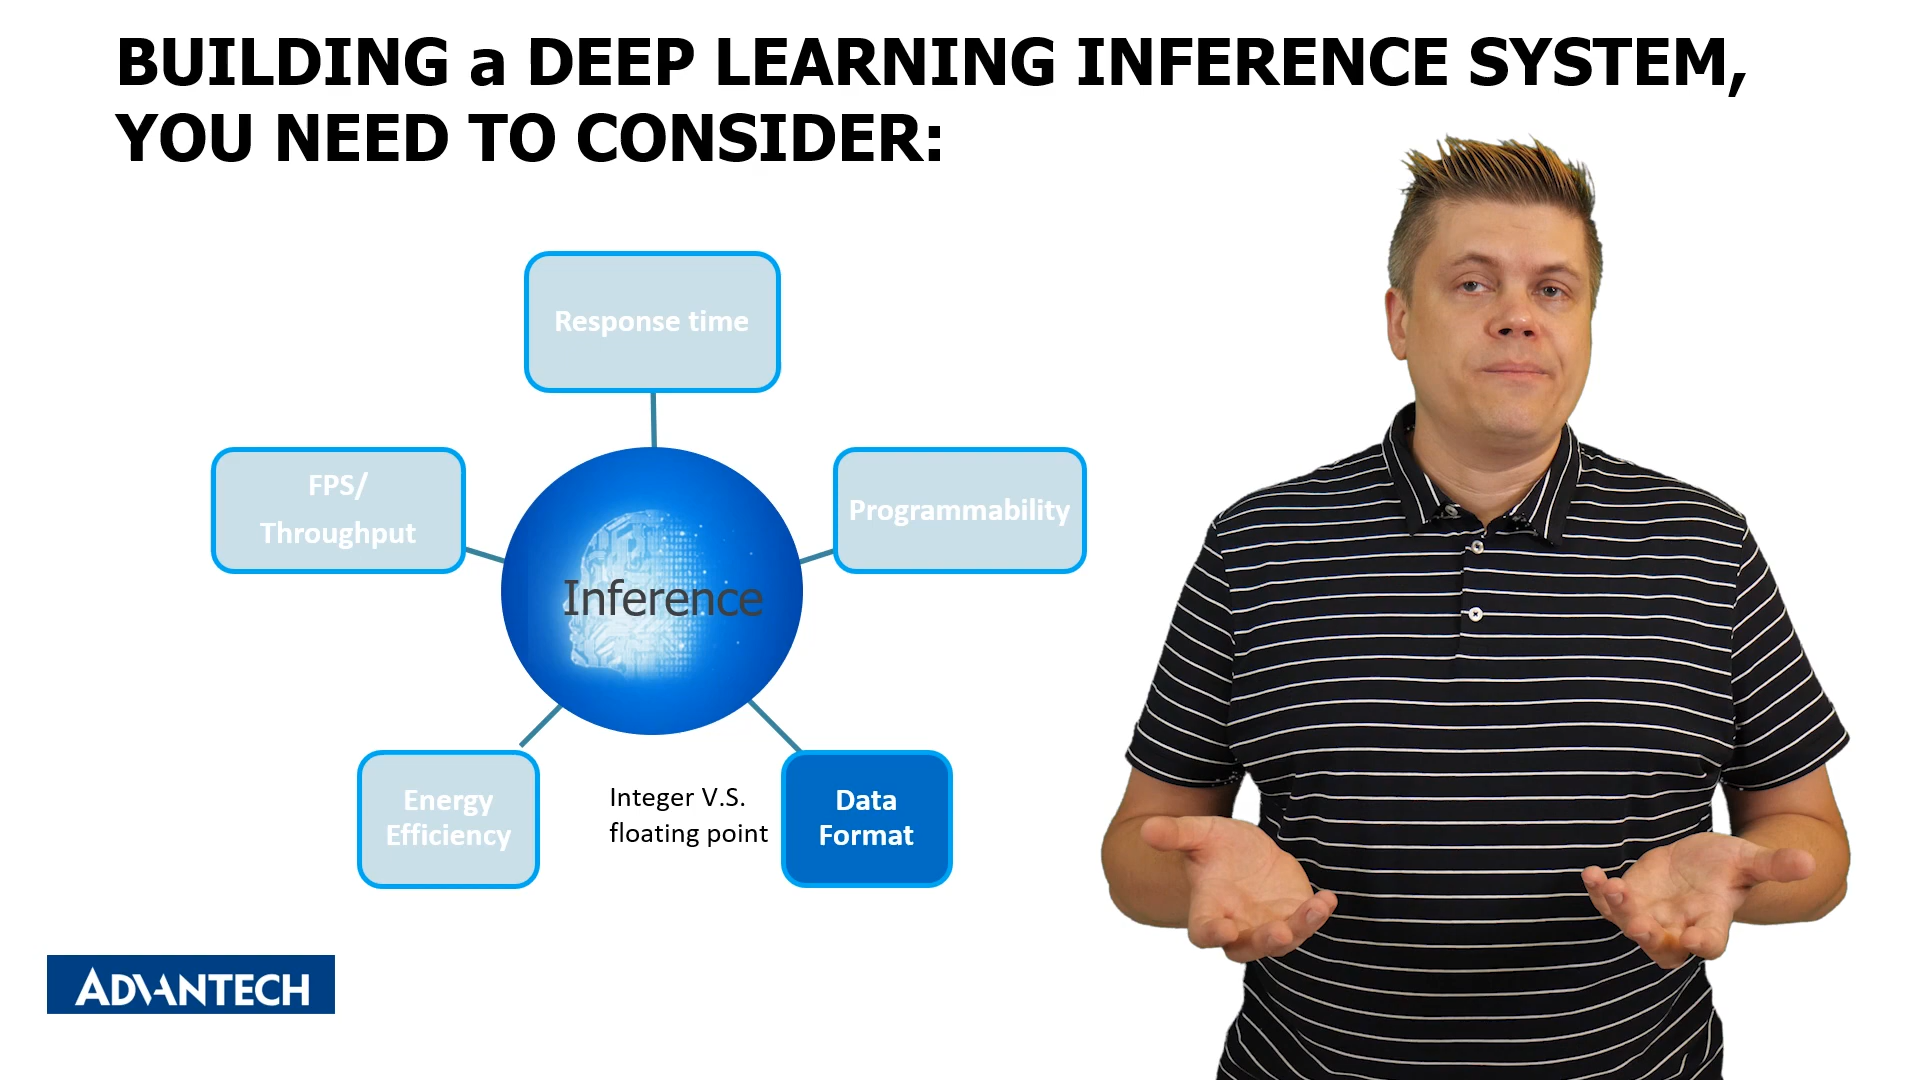 BUILDING a DEEP LEARNING INFERENCE SYSTEM,
YOU NEED TO CONSIDER:
Response time
FPS/
Throughput
Programmability
Inference
Energy
Efficiency
Integer V.S.
floating point
Data
Format
ADVANTECH